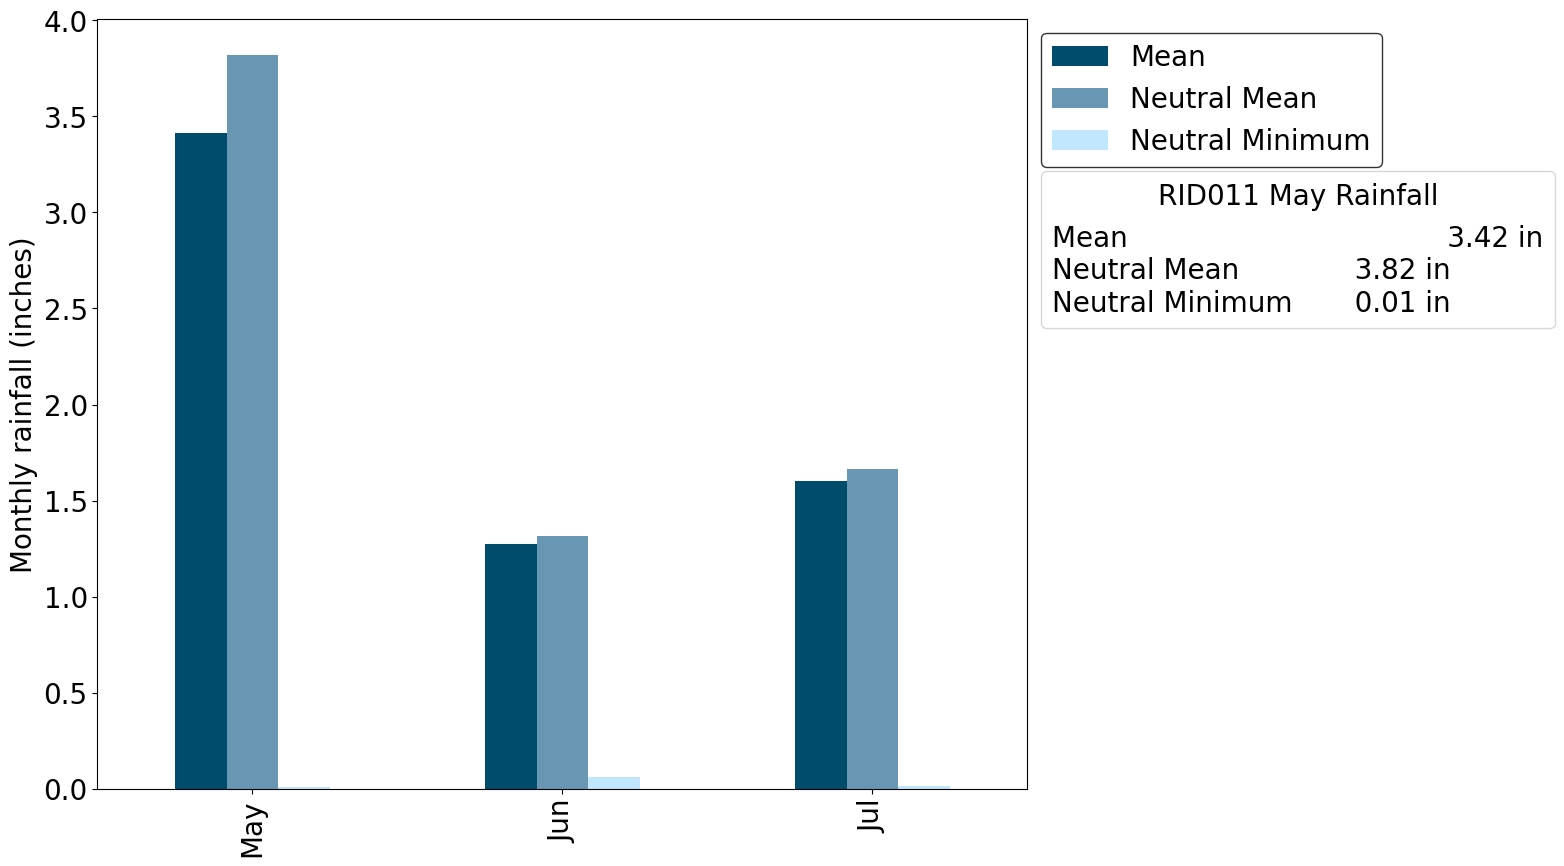 4.0
3.5
3.0
2.5
2.0
1.5
1.0
0.5
0.0
Monthly rainfall (inches)
May
Jun
Jul
Mean
Neutral Mean
Neutral Minimum
RID011 May Rainfall
Mean 3.42 in
Neutral Mean 3.82 in
Neutral Minimum 0.01 in